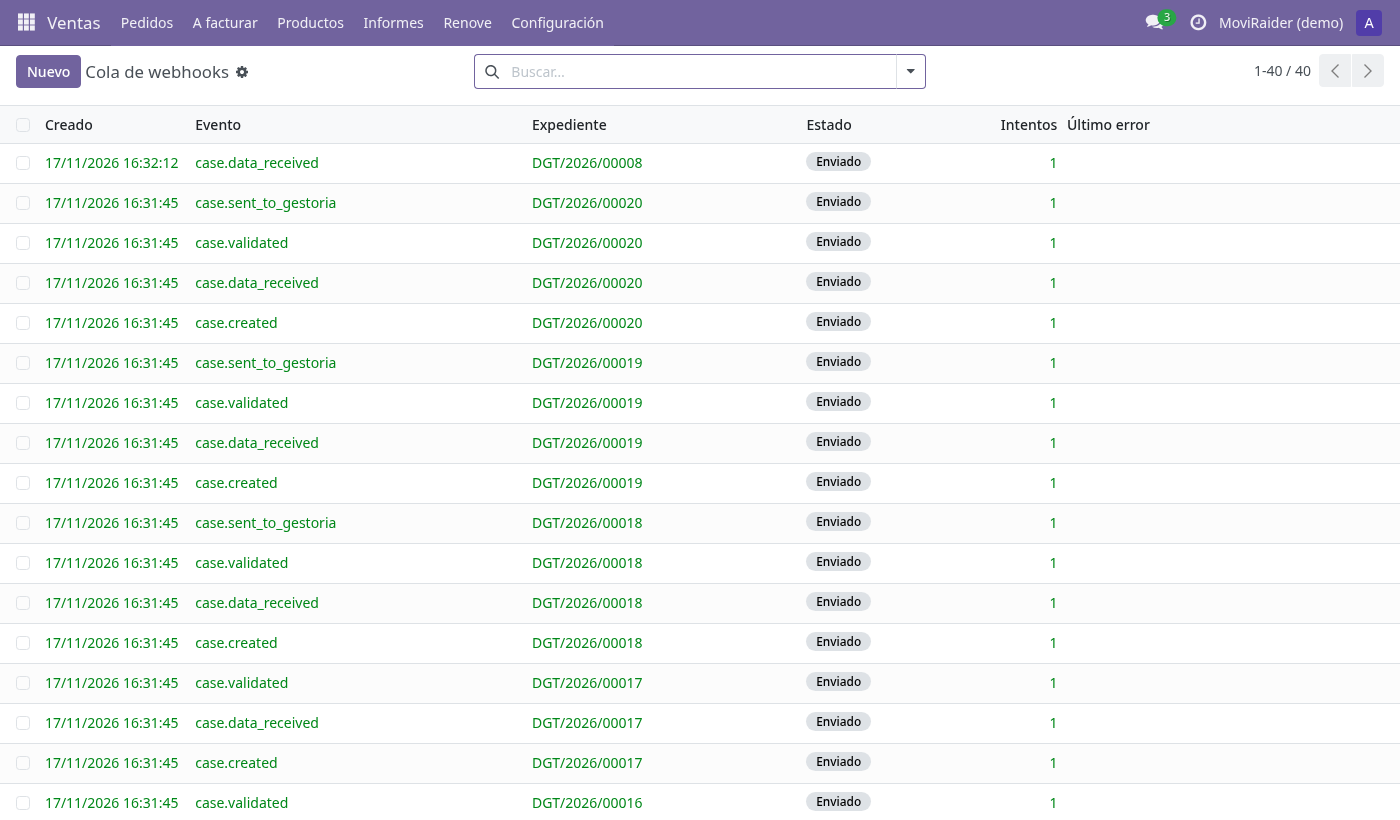 Ventas Pedidos A facturar Productos Informes Renove Configuración 3 MoviRaider (demo) A
Nuevo Cola de webhooks Buscar... 1-40 / 40
Creado Evento Expediente Estado Intentos Último error
17/11/2026 16:32:12 case.data_received DGT/2026/00008 Enviado 1
17/11/2026 16:31:45 case.sent_to_gestoria DGT/2026/00020 Enviado 1
17/11/2026 16:31:45 case.validated DGT/2026/00020 Enviado 1
17/11/2026 16:31:45 case.data_received DGT/2026/00020 Enviado 1
17/11/2026 16:31:45 case.created DGT/2026/00020 Enviado 1
17/11/2026 16:31:45 case.sent_to_gestoria DGT/2026/00019 Enviado 1
17/11/2026 16:31:45 case.validated DGT/2026/00019 Enviado 1
17/11/2026 16:31:45 case.data_received DGT/2026/00019 Enviado 1
17/11/2026 16:31:45 case.created DGT/2026/00019 Enviado 1
17/11/2026 16:31:45 case.sent_to_gestoria DGT/2026/00018 Enviado 1
17/11/2026 16:31:45 case.validated DGT/2026/00018 Enviado 1
17/11/2026 16:31:45 case.data_received DGT/2026/00018 Enviado 1
17/11/2026 16:31:45 case.created DGT/2026/00018 Enviado 1
17/11/2026 16:31:45 case.validated DGT/2026/00017 Enviado 1
17/11/2026 16:31:45 case.data_received DGT/2026/00017 Enviado 1
17/11/2026 16:31:45 case.created DGT/2026/00017 Enviado 1
17/11/2026 16:31:45 case.validated DGT/2026/00016 Enviado 1